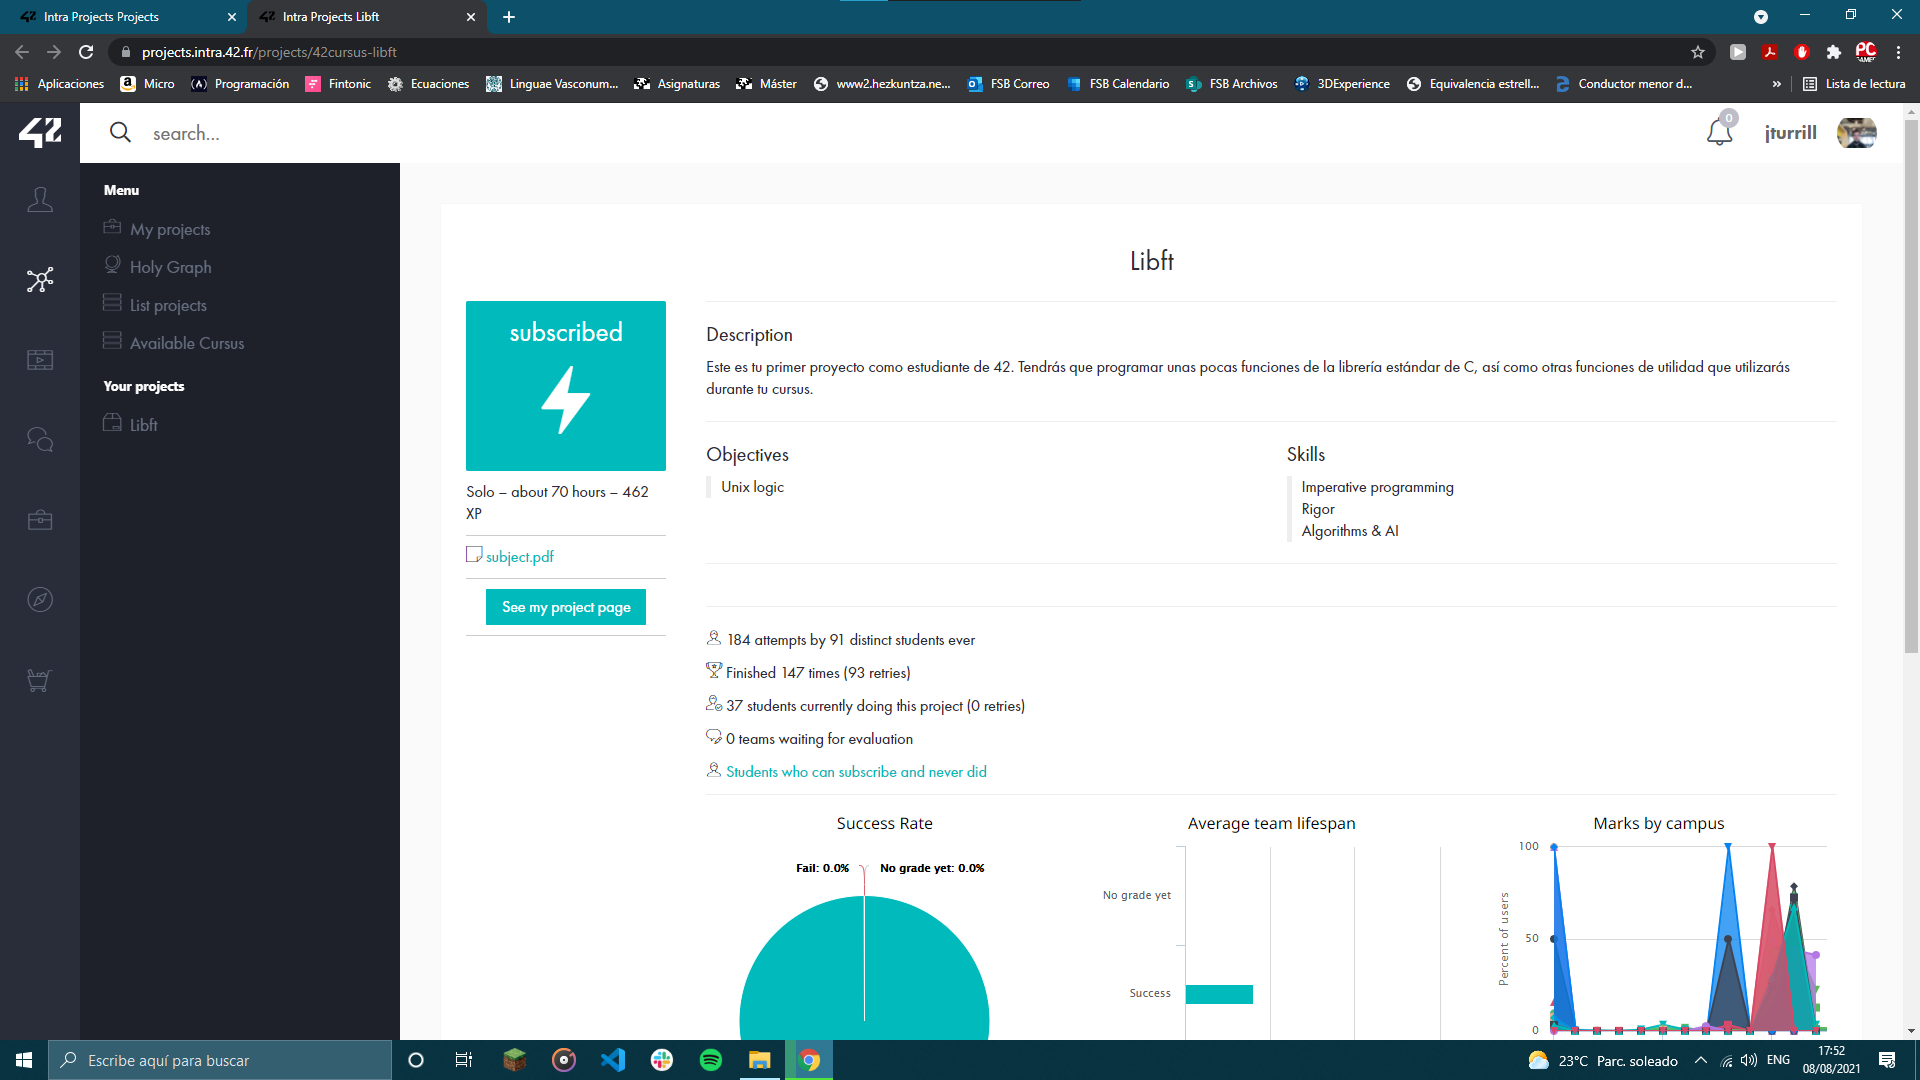 Intra Projects Projects
Intra Projects Libft
projects.intra.42.fr/projects/42cursus-libft
Aplicaciones
Micro
Programación
Fintonic
Ecuaciones
Linguae Vasconum...
Asignaturas
Máster
www2.hezkuntza.ne...
FSB Correo
FSB Calendario
FSB Archivos
3DExperience
Equivalencia estrell...
Conductor menor d...
»
Lista de lectura
42
search...
0
jturrill
Menu
My projects
Holy Graph
List projects
Available Cursus
Your projects
Libft
Libft
subscribed
Solo – about 70 hours – 462
XP
subject.pdf
See my project page
Description
Este es tu primer proyecto como estudiante de 42. Tendrás que programar unas pocas funciones de la librería estándar de C, así como otras funciones de utilidad que utilizarás
durante tu cursus.
Objectives
Unix logic
Skills
Imperative programming
Rigor
Algorithms & AI
184 attempts by 91 distinct students ever
Finished 147 times (93 retries)
37 students currently doing this project (0 retries)
0 teams waiting for evaluation
Students who can subscribe and never did
Success Rate
Fail: 0.0%
No grade yet: 0.0%
Average team lifespan
No grade yet
Success
Marks by campus
Percent of users
100
50
0
Escribe aquí para buscar
23°C Parc. soleado
ENG
17:52
08/08/2021